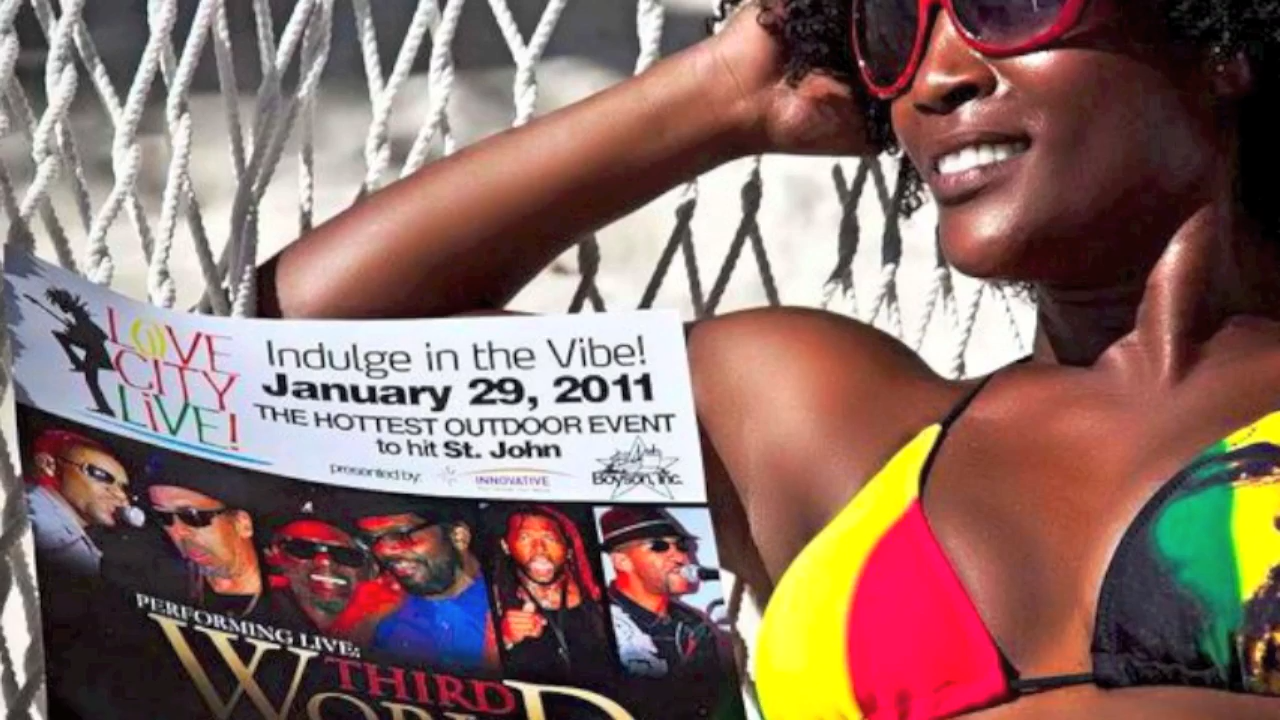 LOVE
CITY
LiVE!
Indulge in the Vibe!
January 29, 2011
THE HOTTEST OUTDOOR EVENT
to hit St. John
presented by:
INNOVATIVE
Boyson, Inc.
PERFORMING LIVE:
THIRD
WORLD